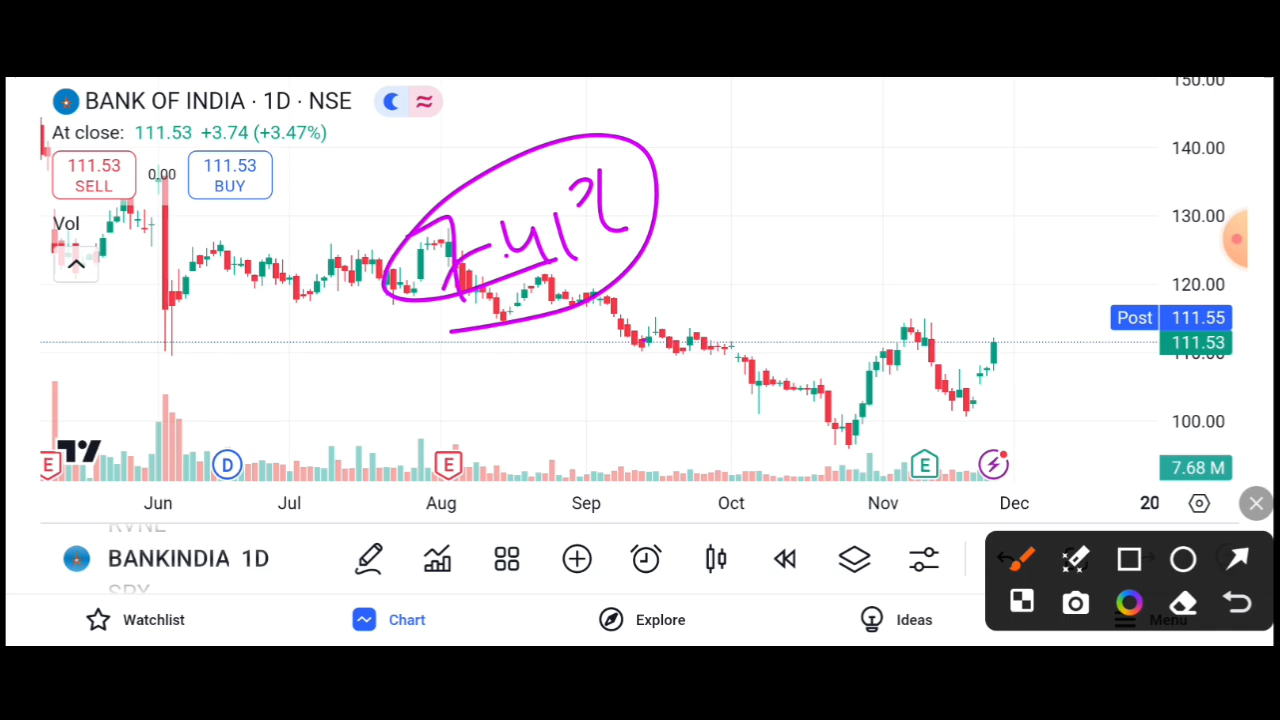 150.00
BANK OF INDIA · 1D · NSE
At close: 111.53 +3.74 (+3.47%)
140.00
111.53 0.00 111.53
SELL BUY
130.00
Vol
120.00
Post 111.55
111.53
100.00
E D E E
7.68 M
Jun Jul Aug Sep Oct Nov Dec 20
RVNL
BANKINDIA 1D
SPY
Watchlist Chart Explore Ideas Menu